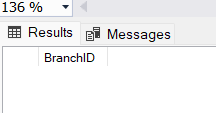 136 %
Results Messages
BranchID